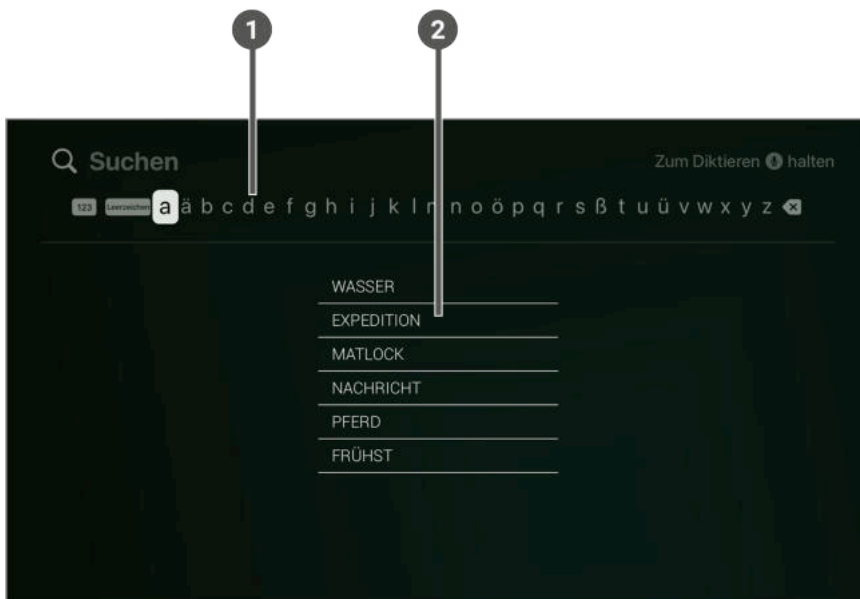 1 2
Suchen
Zum Diktieren halten
123 Leerzeichen a ä b c d e f g h i j k l m n o ö p q r s ß t u ü v w x y z
WASSER
EXPEDITION
MATLOCK
NACHRICHT
PFERD
FRÜHST